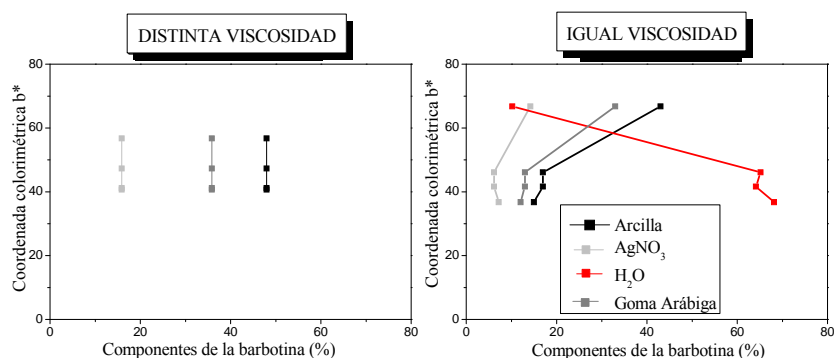 DISTINTA VISCOSIDAD
IGUAL VISCOSIDAD
Coordenada colorimétrica b*
80
60
40
20
0
0 20 40 60 80
Componentes de la barbotina (%)
Coordenada colorimétrica b*
80
60
40
20
0
0 20 40 60 80
Componentes de la barbotina (%)
Arcilla
AgNO₃
H₂O
Goma Arábiga